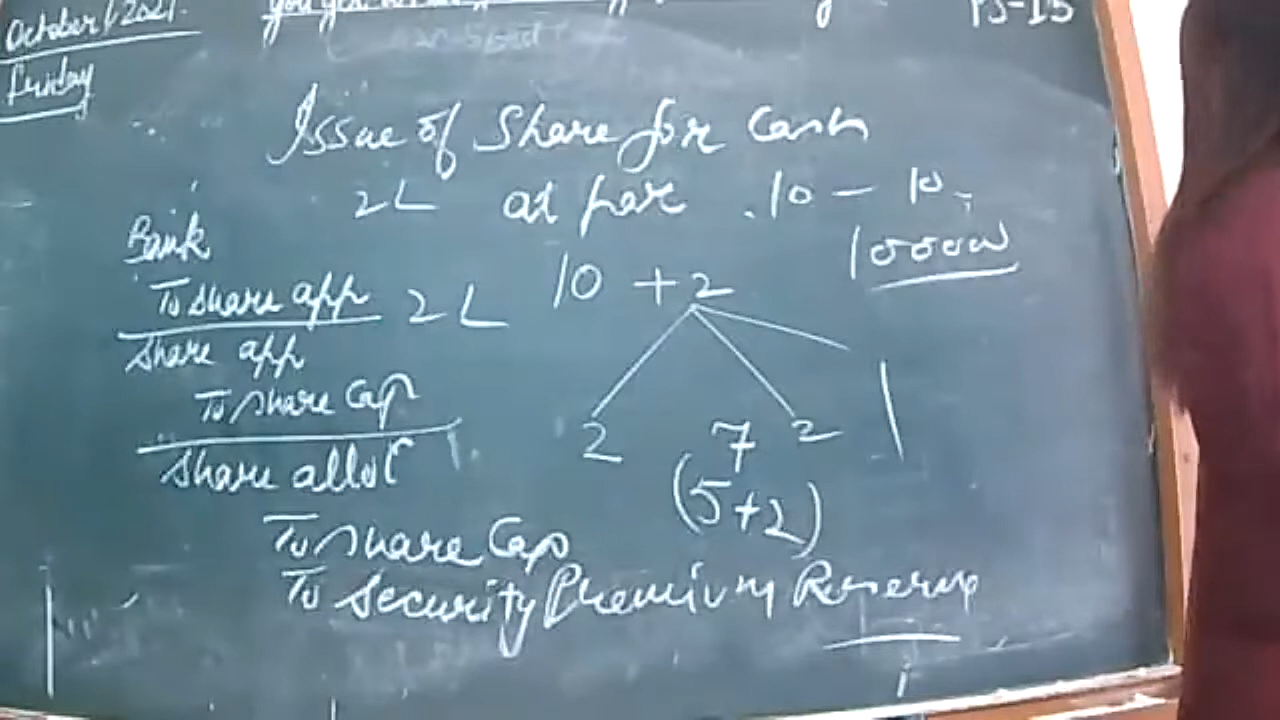 October/2021.
PS-15
Friday
Issue of Share for Cash
2L at par .10 - 10
10000
Bank
To share app 2L
10 + 2
Share app
To share Cap
2 7 2 1
Share allot
(5+2)
To share Cap
To Security Premium Reserve